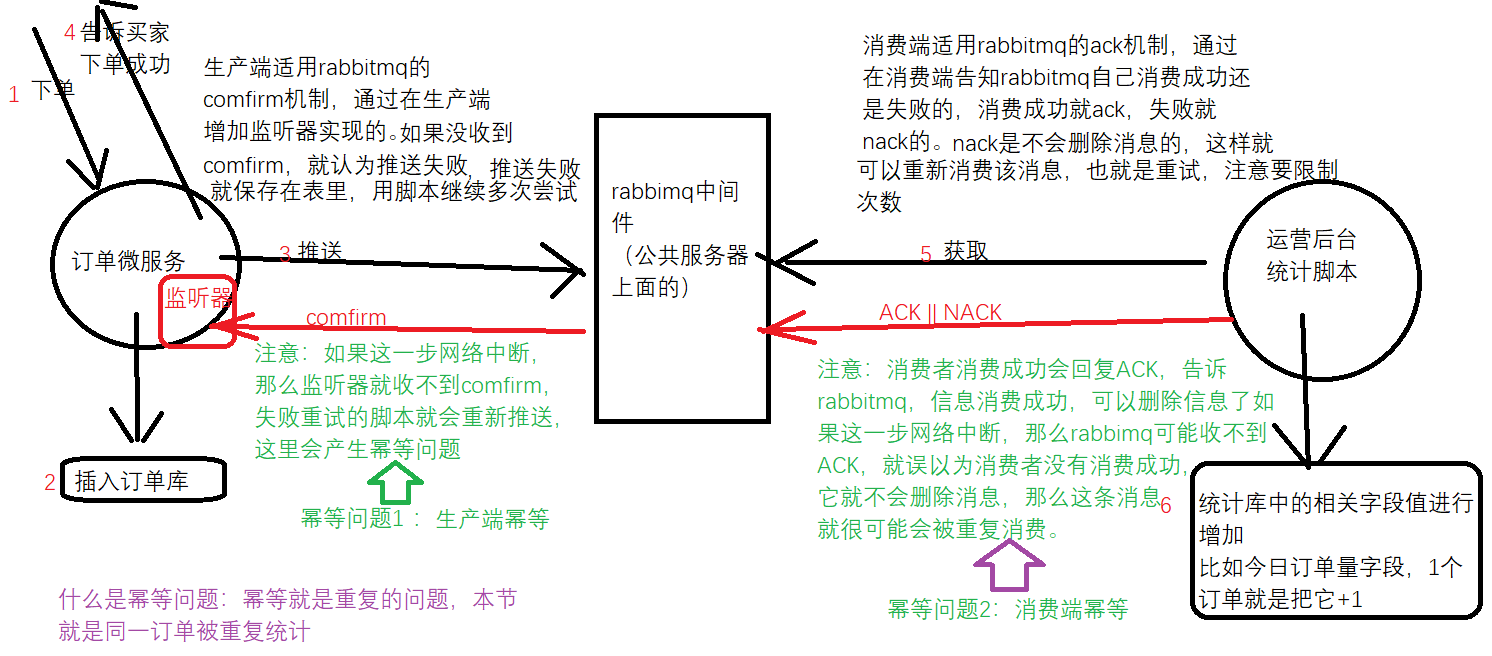 4 告诉买家
下单成功
1 下单
生产端适用rabbitmq的
comfirm机制，通过在生产端
增加监听器实现的。如果没收到
comfirm，就认为推送失败，推送失败
就保存在表里，用脚本继续多次尝试
消费端适用rabbitmq的ack机制，通过
在消费端告知rabbitmq自己消费成功还
是失败的，消费成功就ack，失败就
nack的。nack是不会删除消息的，这样就
可以重新消费该消息，也就是重试，注意要限制
次数
订单微服务
监听器
3 推送
rabbimq中间
件
（公共服务器
上面的）
5 获取
运营后台
统计脚本
comfirm
ACK || NACK
注意：如果这一步网络中断，
那么监听器就收不到comfirm，
失败重试的脚本就会重新推送，
这里会产生幂等问题
幂等问题1 ：生产端幂等
2 插入订单库
注意：消费者消费成功会回复ACK，告诉
rabbitmq，信息消费成功，可以删除信息了如
果这一步网络中断，那么rabbimq可能收不到
ACK，就误以为消费者没有消费成功，
它就不会删除消息，那么这条消息
就很可能会被重复消费。
幂等问题2：消费端幂等
6
统计库中的相关字段值进行
增加
比如今日订单量字段，1个
订单就是把它+1
什么是幂等问题：幂等就是重复的问题，本节
就是同一订单被重复统计